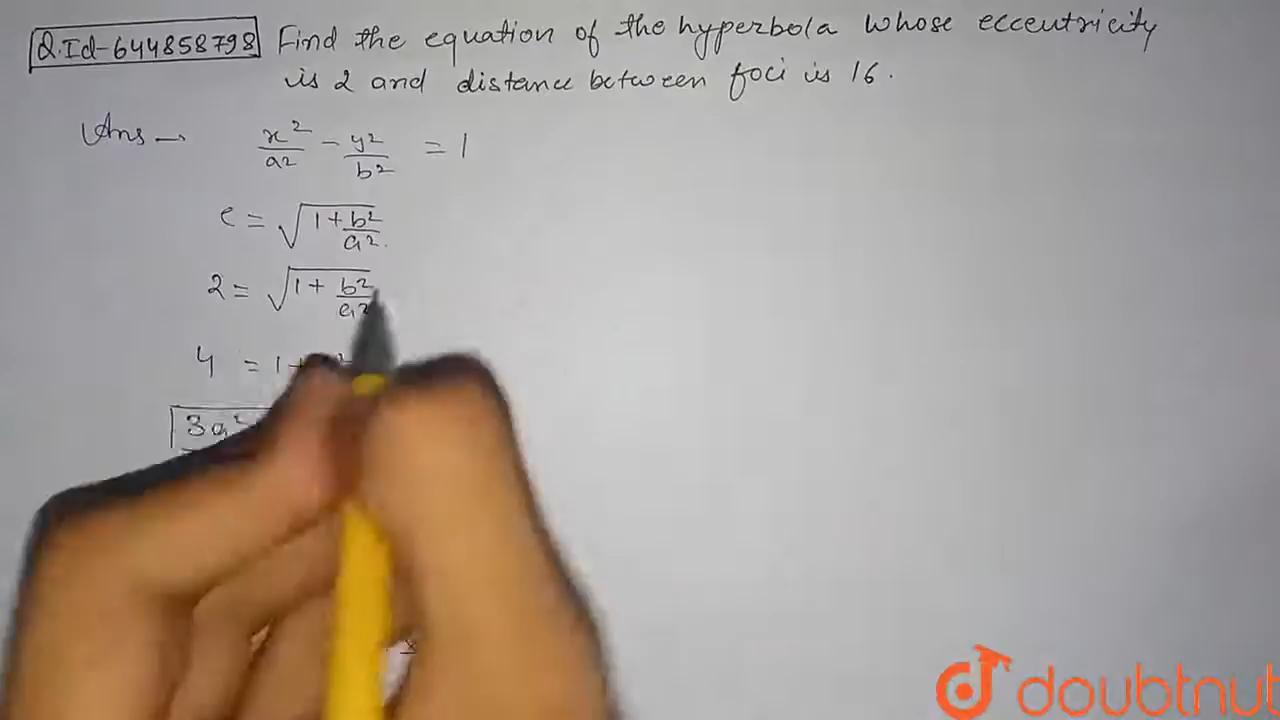 Q.Id-644858798 Find the equation of the hyperbola whose eccentricity
is 2 and distance between foci is 16.
Ans → x²/a² - y²/b² = 1
e = √(1+b²/a²)
2 = √(1+b²/a²)
4 = 1+
3a²
doubtnut